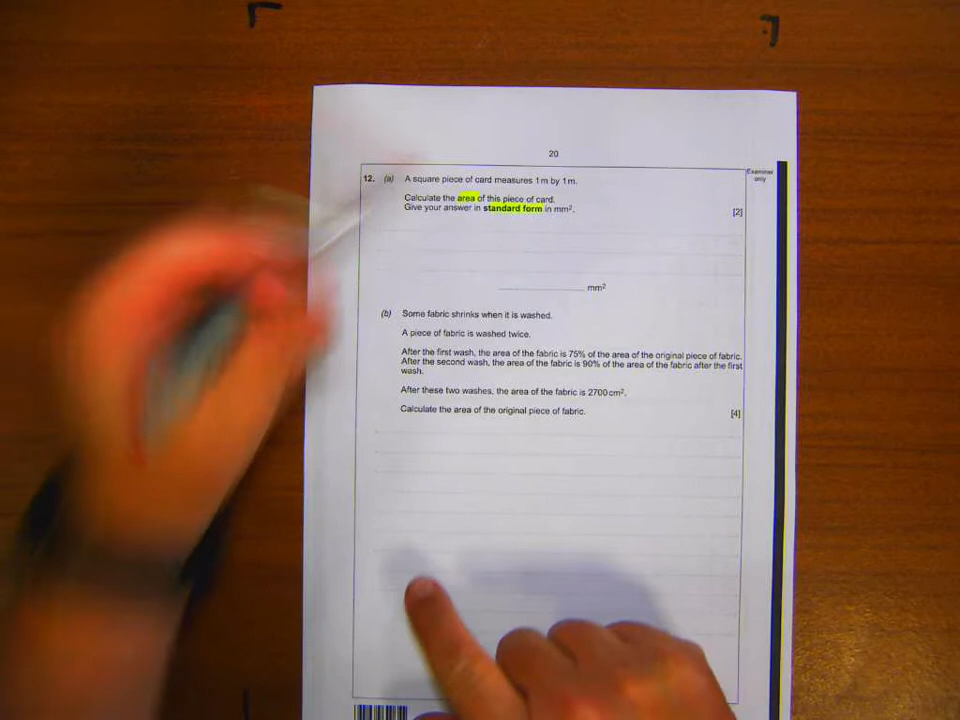 20
Examiner
only
12. (a) A square piece of card measures 1 m by 1 m.
Calculate the area of this piece of card.
Give your answer in standard form in mm².
[2]
mm²
(b) Some fabric shrinks when it is washed.
A piece of fabric is washed twice.
After the first wash, the area of the fabric is 75% of the area of the original piece of fabric.
After the second wash, the area of the fabric is 90% of the area of the fabric after the first
wash.
After these two washes, the area of the fabric is 2700 cm².
Calculate the area of the original piece of fabric.
[4]